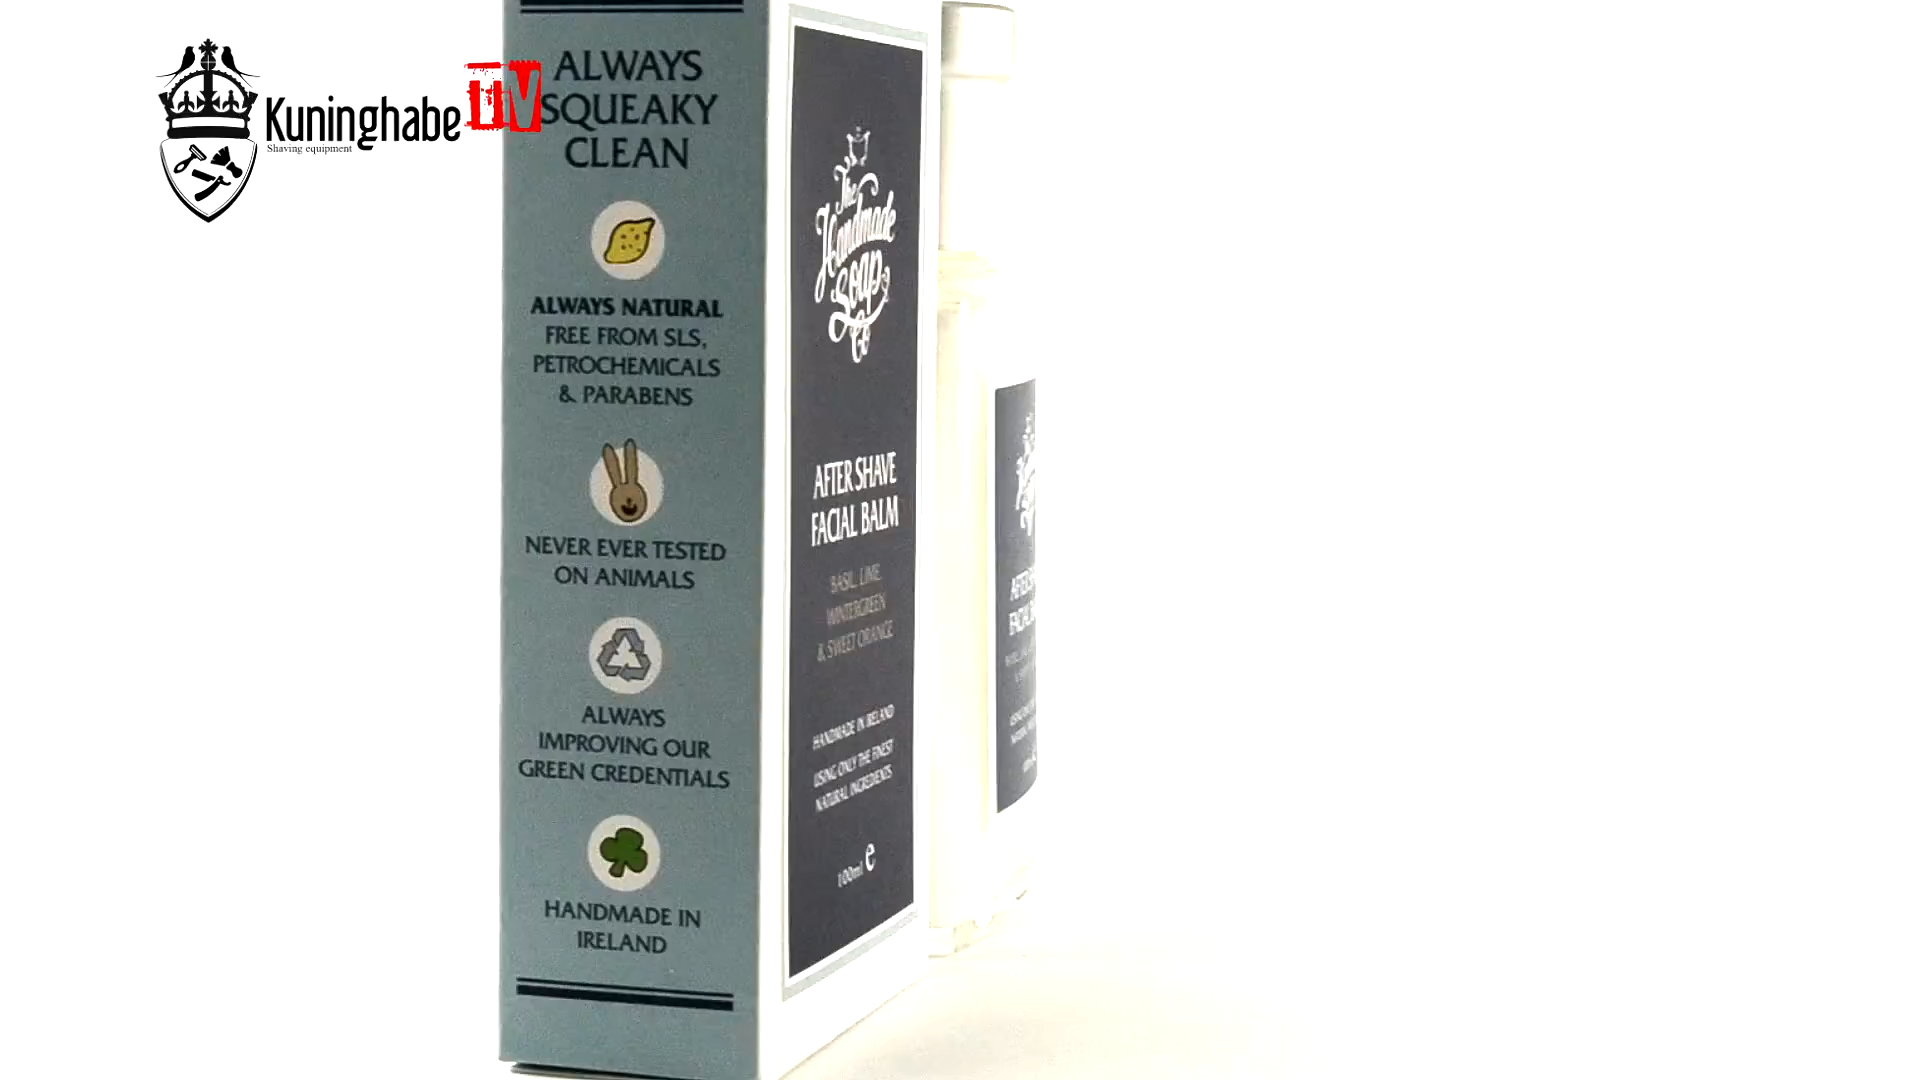 Kuninghabe TV
Shaving equipment
ALWAYS
SQUEAKY
CLEAN
ALWAYS NATURAL
FREE FROM SLS,
PETROCHEMICALS
& PARABENS
NEVER EVER TESTED
ON ANIMALS
ALWAYS
IMPROVING OUR
GREEN CREDENTIALS
HANDMADE IN
IRELAND
The
Handmade
Soap
Co
AFTER SHAVE
FACIAL BALM
BASIL, LIME,
WINTERGREEN
& SWEET ORANGE
HANDMADE IN IRELAND
USING ONLY THE FINEST
NATURAL INGREDIENTS
100ml e